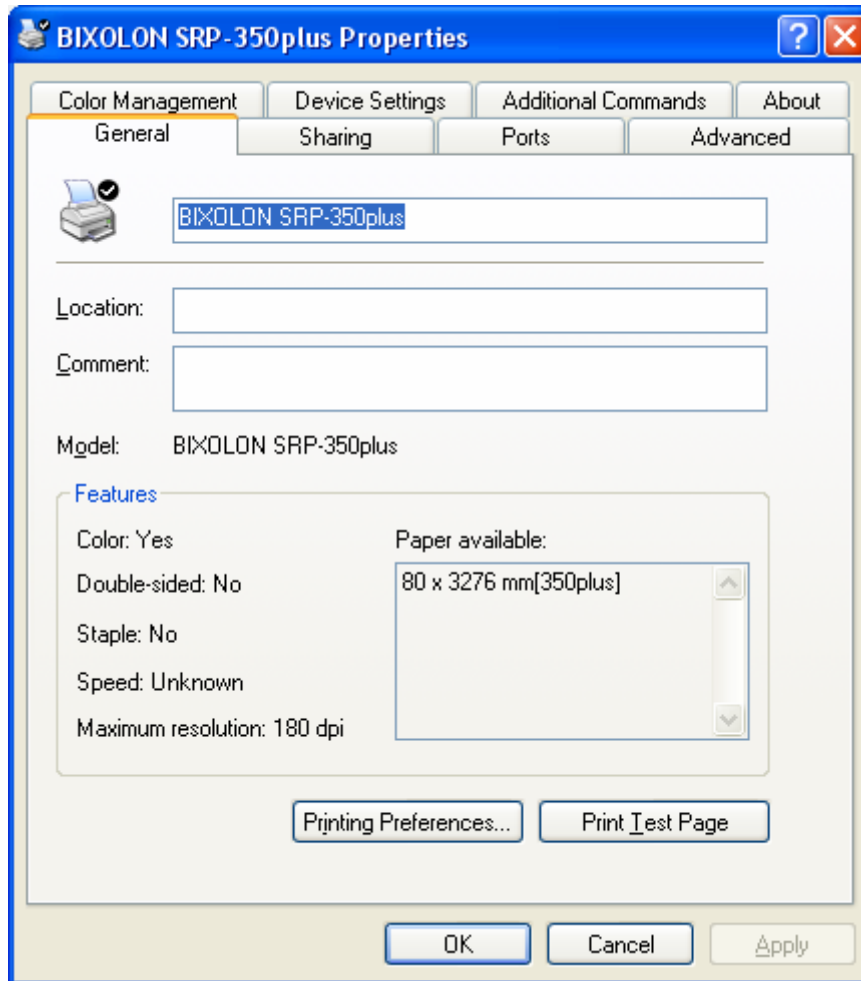 BIXOLON SRP-350plus Properties
Color Management Device Settings Additional Commands About
General Sharing Ports Advanced
BIXOLON SRP-350plus
Location:
Comment:
Model: BIXOLON SRP-350plus
Features
Color: Yes Paper available:
Double-sided: No 80 x 3276 mm[350plus]
Staple: No
Speed: Unknown
Maximum resolution: 180 dpi
Printing Preferences... Print Test Page
OK Cancel Apply